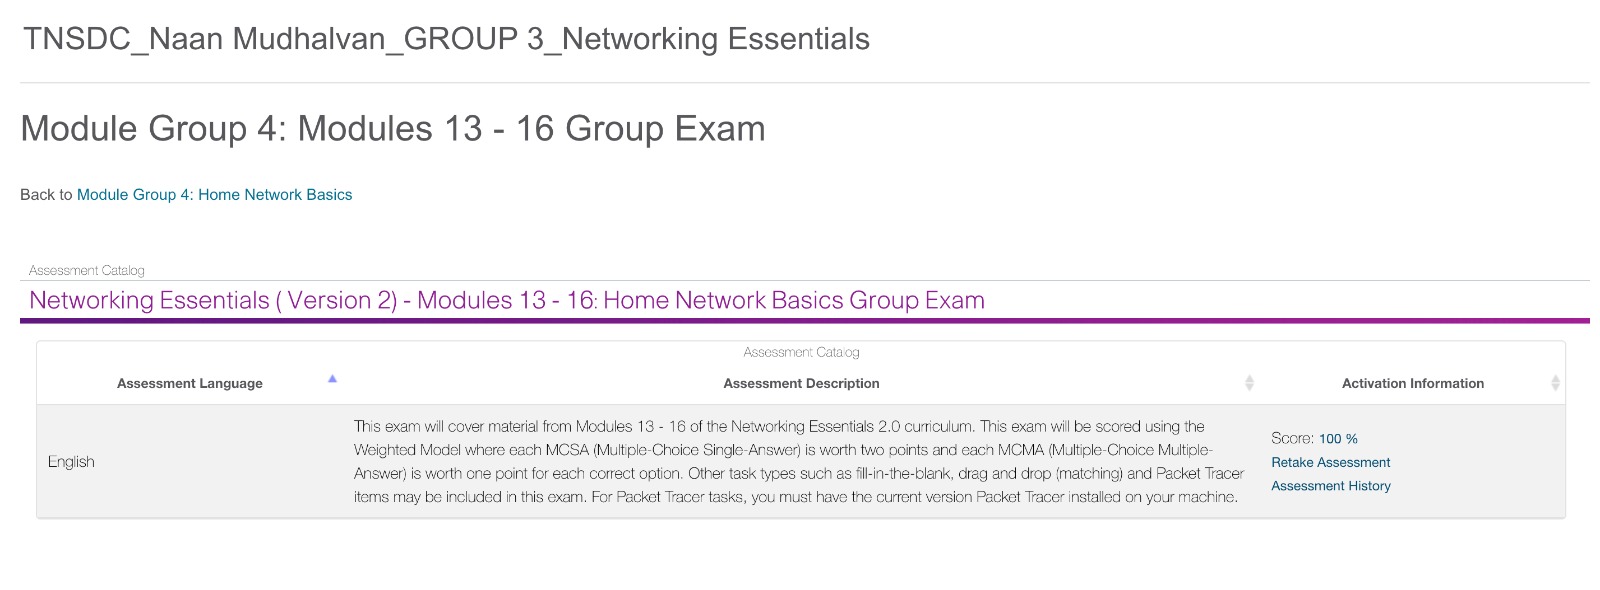 TNSDC_Naan Mudhalvan_GROUP 3_Networking Essentials
Module Group 4: Modules 13 - 16 Group Exam
Back to Module Group 4: Home Network Basics
Assessment Catalog
Networking Essentials ( Version 2) - Modules 13 - 16: Home Network Basics Group Exam
Assessment Catalog
Assessment Language Assessment Description Activation Information
English
This exam will cover material from Modules 13 - 16 of the Networking Essentials 2.0 curriculum. This exam will be scored using the
Weighted Model where each MCSA (Multiple-Choice Single-Answer) is worth two points and each MCMA (Multiple-Choice Multiple-
Answer) is worth one point for each correct option. Other task types such as fill-in-the-blank, drag and drop (matching) and Packet Tracer
items may be included in this exam. For Packet Tracer tasks, you must have the current version Packet Tracer installed on your machine.
Score: 100 %
Retake Assessment
Assessment History